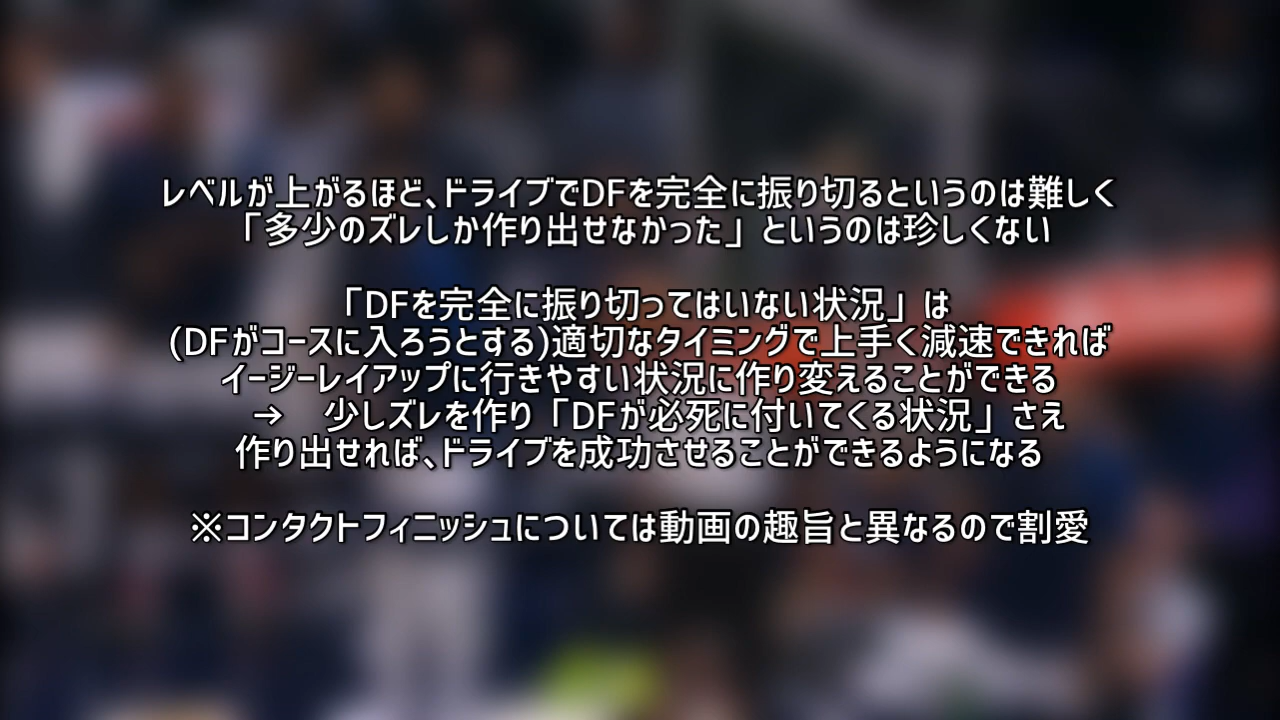 レベルが上がるほど、ドライブでDFを完全に振り切るというのは難しく
「多少のズレしか作り出せなかった」というのは珍しくない
「DFを完全に振り切ってはいない状況」は
(DFがコースに入ろうとする)適切なタイミングで上手く減速できれば
イージーレイアップに行きやすい状況に作り変えることができる
→　少しズレを作り「DFが必死に付いてくる状況」さえ
作り出せれば、ドライブを成功させることができるようになる
※コンタクトフィニッシュについては動画の趣旨と異なるので割愛